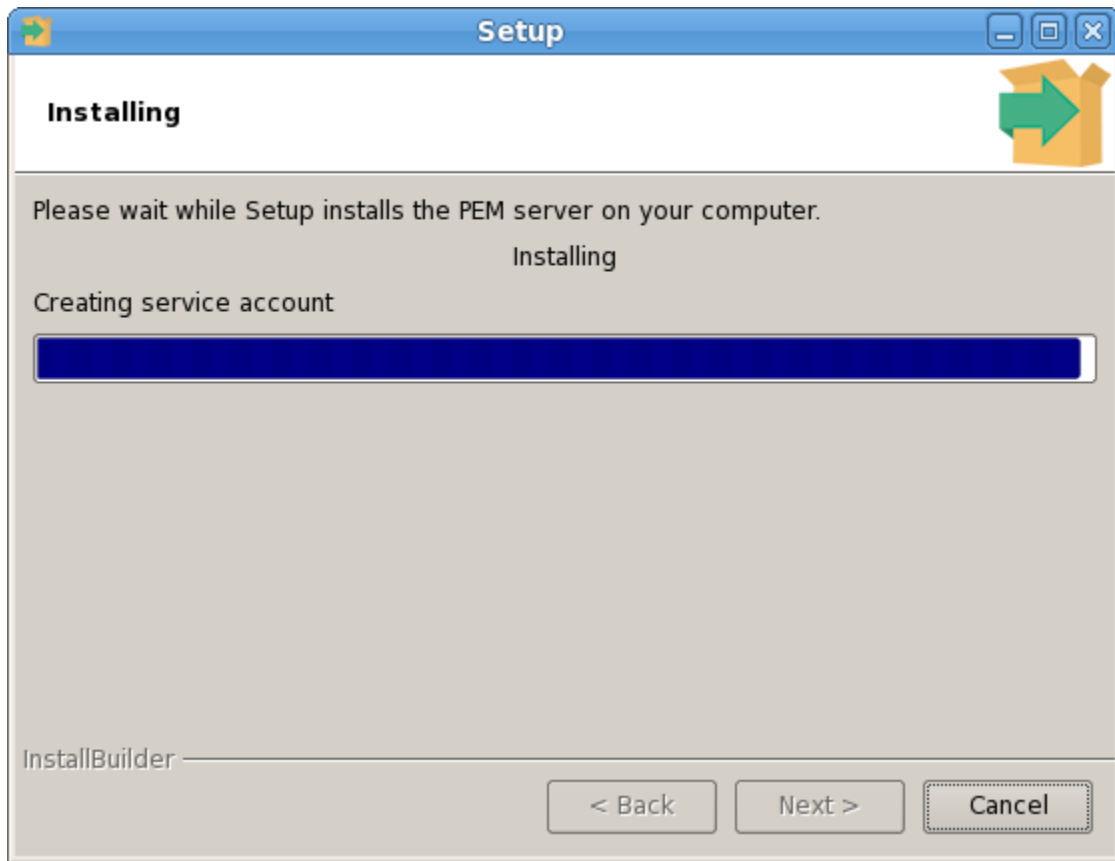 Setup
Installing
Please wait while Setup installs the PEM server on your computer.
Installing
Creating service account
InstallBuilder
< Back
Next >
Cancel